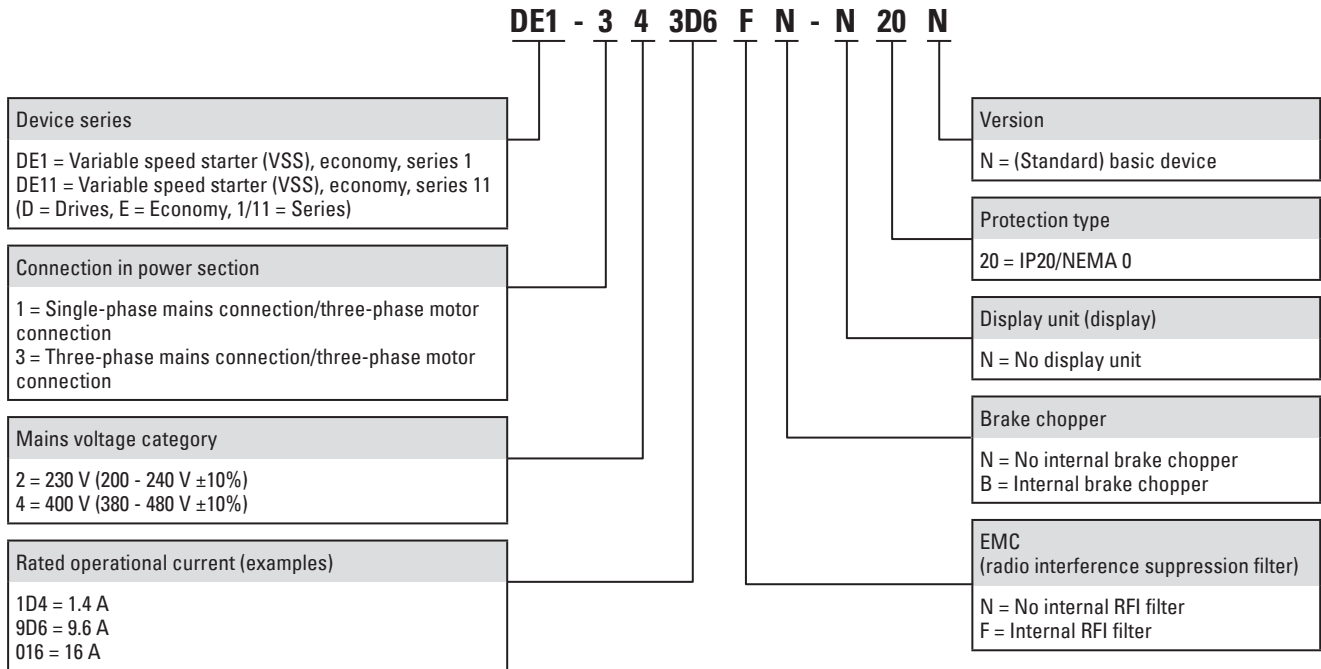 DE1 - 3 4 3D6 F N - N 20 N
Device series
DE1 = Variable speed starter (VSS), economy, series 1
DE11 = Variable speed starter (VSS), economy, series 11
(D = Drives, E = Economy, 1/11 = Series)
Connection in power section
1 = Single-phase mains connection/three-phase motor
connection
3 = Three-phase mains connection/three-phase motor
connection
Mains voltage category
2 = 230 V (200 - 240 V ±10%)
4 = 400 V (380 - 480 V ±10%)
Rated operational current (examples)
1D4 = 1.4 A
9D6 = 9.6 A
016 = 16 A
Version
N = (Standard) basic device
Protection type
20 = IP20/NEMA 0
Display unit (display)
N = No display unit
Brake chopper
N = No internal brake chopper
B = Internal brake chopper
EMC
(radio interference suppression filter)
N = No internal RFI filter
F = Internal RFI filter